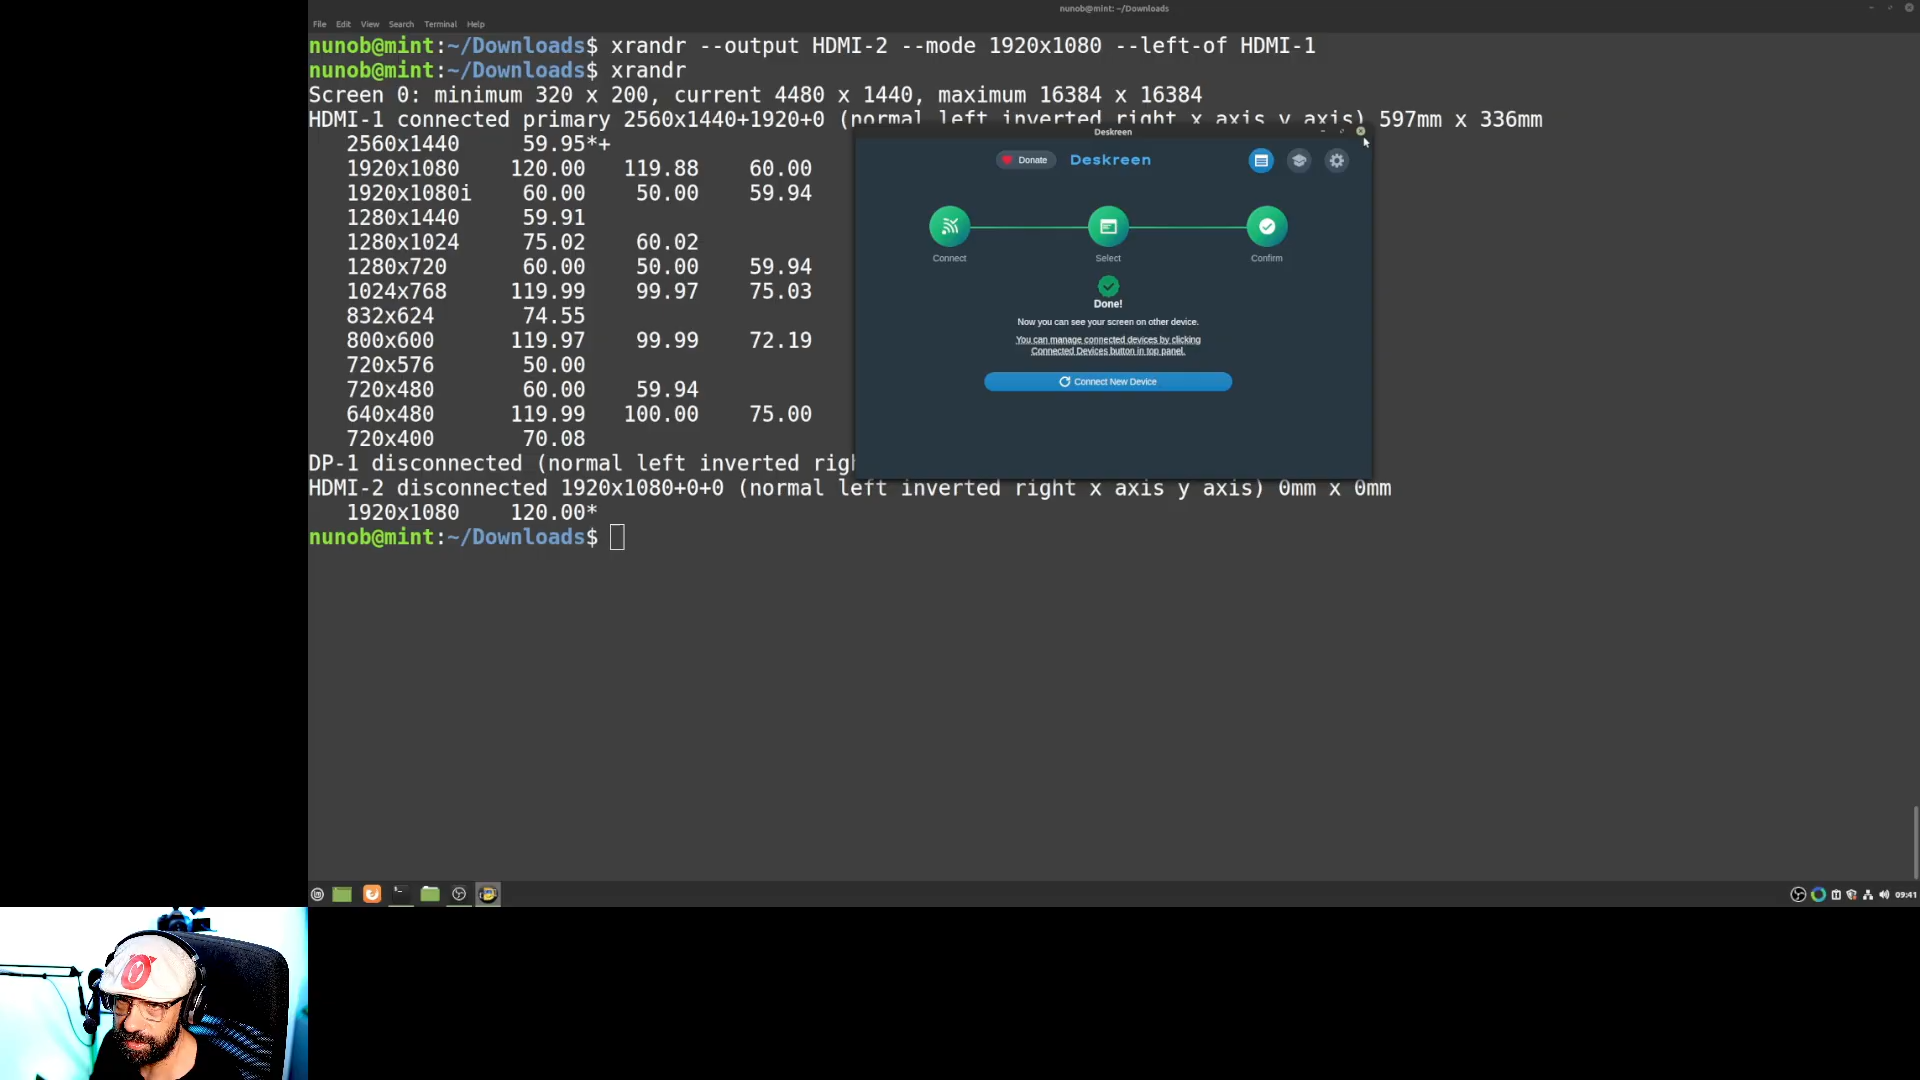 nunob@mint: ~/Downloads
File Edit View Search Terminal Help
nunob@mint:~/Downloads$ xrandr --output HDMI-2 --mode 1920x1080 --left-of HDMI-1
nunob@mint:~/Downloads$ xrandr
Screen 0: minimum 320 x 200, current 4480 x 1440, maximum 16384 x 16384
HDMI-1 connected primary 2560x1440+1920+0 (normal left inverted right x axis y axis) 597mm x 336mm
2560x1440 59.95*+
1920x1080 120.00 119.88 60.00
1920x1080i 60.00 50.00 59.94
1280x1440 59.91
1280x1024 75.02 60.02
1280x720 60.00 50.00 59.94
1024x768 119.99 99.97 75.03
832x624 74.55
800x600 119.97 99.99 72.19
720x576 50.00
720x480 60.00 59.94
640x480 119.99 100.00 75.00
720x400 70.08
DP-1 disconnected (normal left inverted righ
HDMI-2 disconnected 1920x1080+0+0 (normal left inverted right x axis y axis) 0mm x 0mm
1920x1080 120.00*
nunob@mint:~/Downloads$
Deskreen
Donate Deskreen
Connect Select Confirm
Done!
Now you can see your screen on other device.
You can manage connected devices by clicking
Connected Devices button in top panel.
Connect New Device
09:41